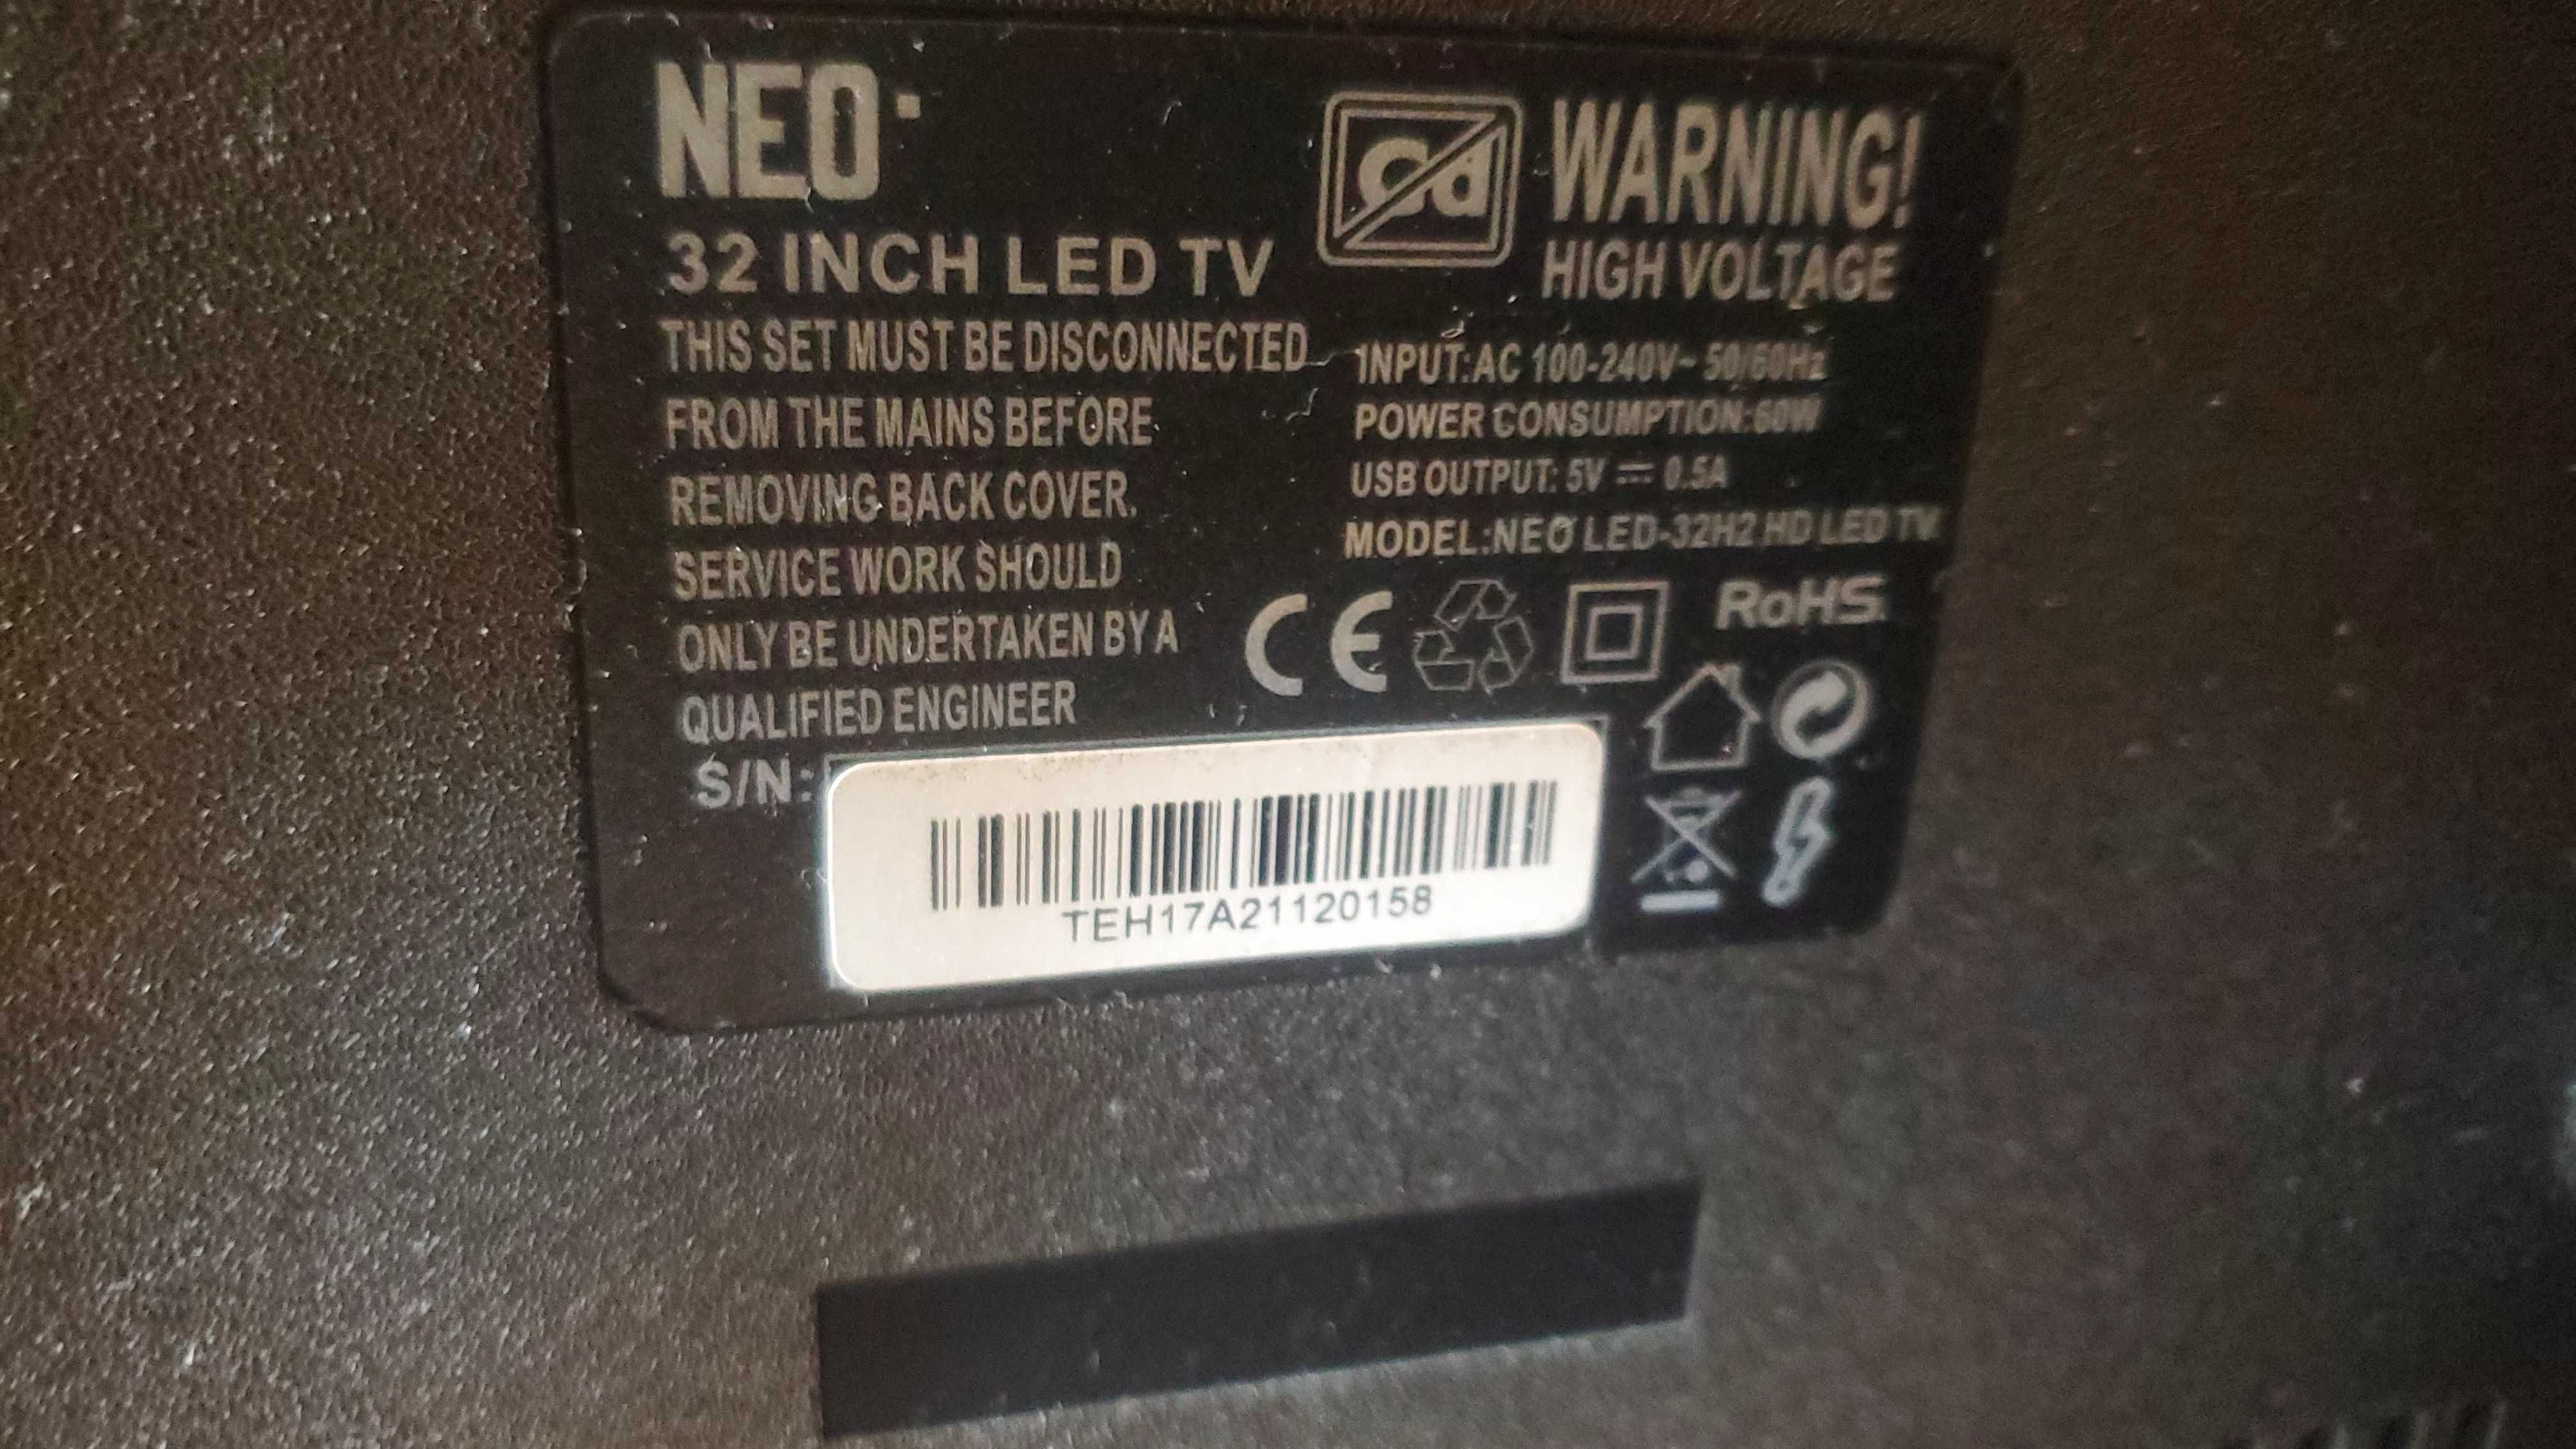 NEO
32 INCH LED TV
THIS SET MUST BE DISCONNECTED
FROM THE MAINS BEFORE
REMOVING BACK COVER.
SERVICE WORK SHOULD
ONLY BE UNDERTAKEN BY A
QUALIFIED ENGINEER
Cd
WARNING!
HIGH VOLTAGE
INPUT:AC 100-240V~ 50/60Hz
POWER CONSUMPTION:60W
USB OUTPUT: 5V ⎓ 0.5A
MODEL:NEO LED-32H2 HD LED TV
CE
RoHS
S/N:
TEH17A21120158